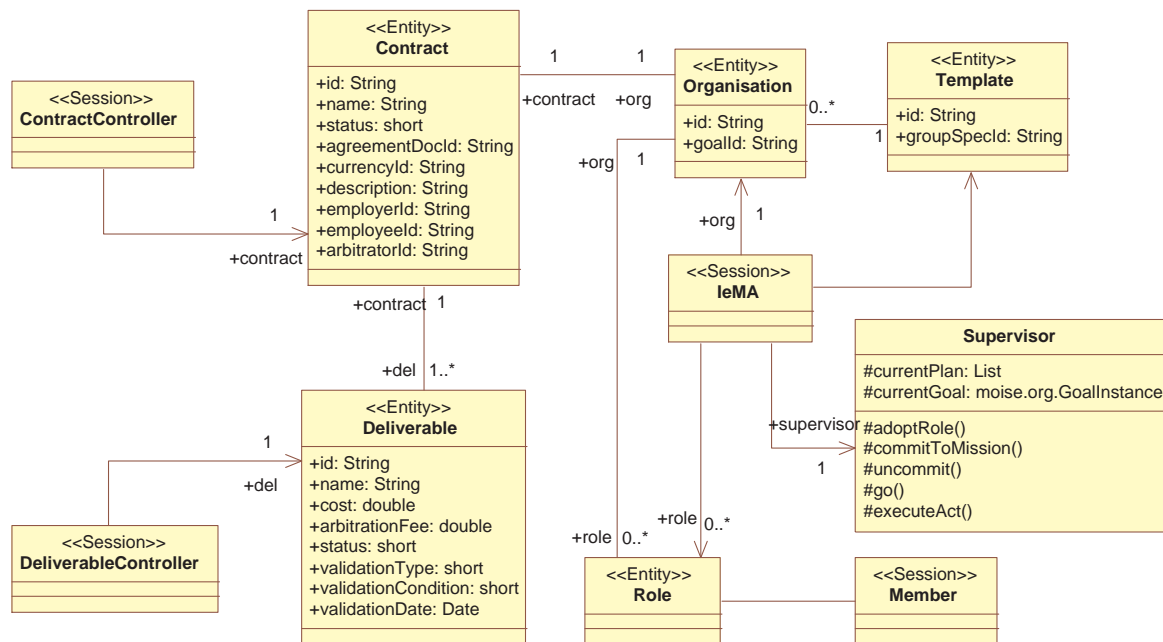 <<Entity>>
Contract
+id: String
+name: String
+status: short
+agreementDocId: String
+currencyId: String
+description: String
+employerId: String
+employeeId: String
+arbitratorId: String
<<Session>>
ContractController
1
+contract
1
+contract
1
+org
<<Entity>>
Organisation
+id: String
+goalId: String
0..*
1
<<Entity>>
Template
+id: String
+groupSpecId: String
+org
1
+org
1
<<Session>>
IeMA
+contract
1
+del
1..*
<<Entity>>
Deliverable
+id: String
+name: String
+cost: double
+arbitrationFee: double
+status: short
+validationType: short
+validationCondition: short
+validationDate: Date
1
+del
<<Session>>
DeliverableController
Supervisor
#currentPlan: List
#currentGoal: moise.org.GoalInstance
#adoptRole()
#commitToMission()
#uncommit()
#go()
#executeAct()
+supervisor
1
+role
0..*
+role
0..*
<<Entity>>
Role
<<Session>>
Member